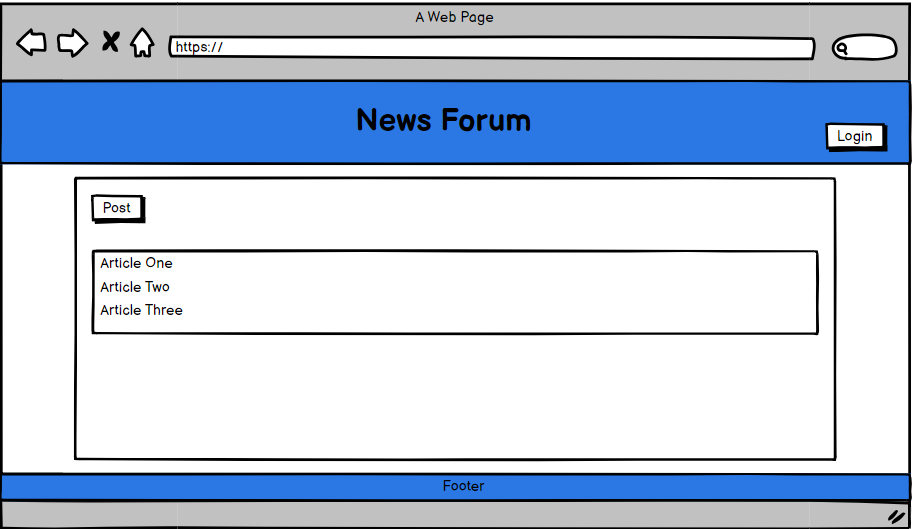 A Web Page
https://
News Forum
Login
Post
Article One
Article Two
Article Three
Footer